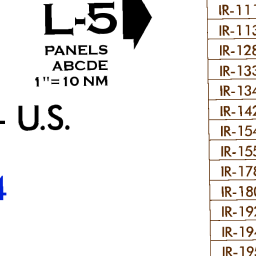 L-5
PANELS
ABCDE
1"=10 NM
- U.S.
4
IR-111
IR-113
IR-128
IR-133
IR-134
IR-142
IR-154
IR-155
IR-178
IR-180
IR-192
IR-194
IR-195